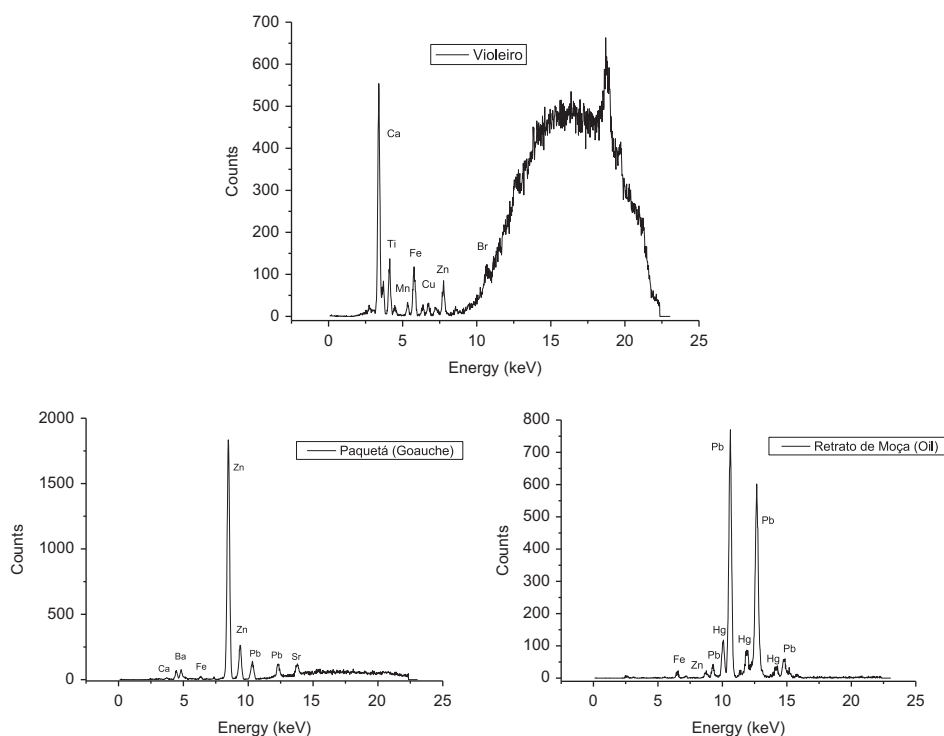 700
600
500
400
300
200
100
0
Counts
Violeiro
Ca
Ti
Mn
Fe
Cu
Zn
Br
0 5 10 15 20 25
Energy (keV)
2000
1500
1000
500
0
Counts
Paquetá (Goauche)
Ca
Ba
Fe
Zn
Zn
Pb
Pb
Sr
0 5 10 15 20 25
Energy (keV)
800
700
600
500
400
300
200
100
0
Counts
Retrato de Moça (Oil)
Fe
Zn
Pb
Hg
Pb
Hg
Pb
Hg
Pb
0 5 10 15 20 25
Energy (keV)